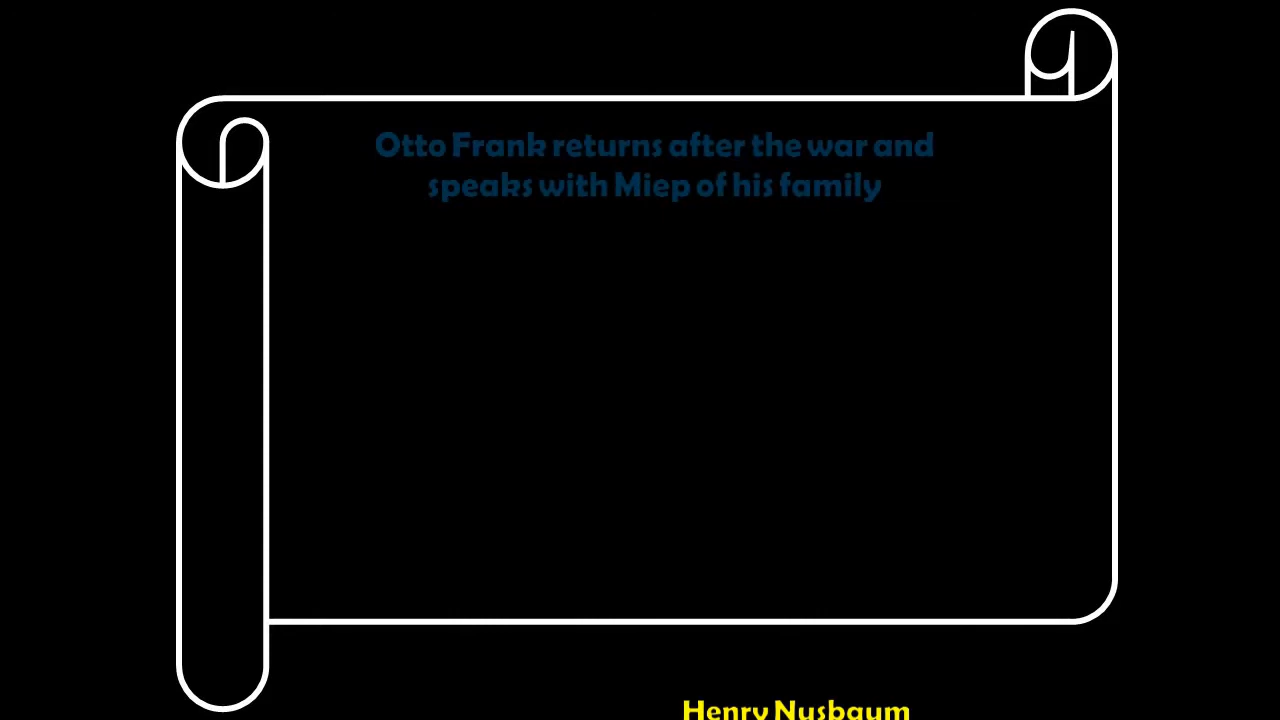 Otto Frank returns after the war and
speaks with Miep of his family
Henry Nusbaum